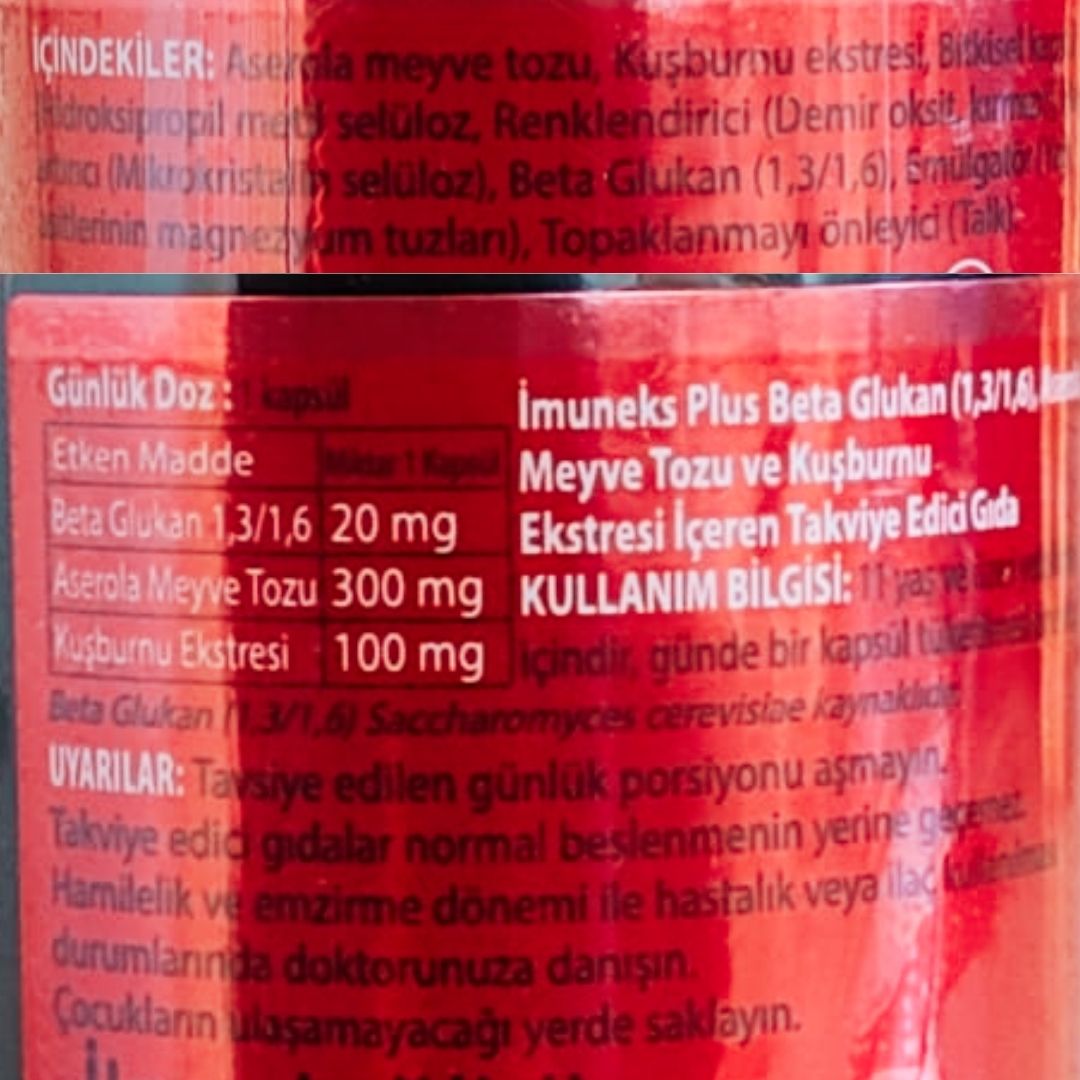 İÇİNDEKİLER: Aserola meyve tozu, Kuşburnu ekstresi, Bitkisel
Hidroksipropil metil selüloz, Renklendirici (Demir oksit, kırmızı
(Mikrokristalin selüloz), Beta Glukan (1,3/1,6), Emülgatör
magnezyum tuzları), Topaklanmayı önleyici (Talk).
Günlük Doz : 1 kapsül
Etken Madde Miktar 1 Kapsül
Beta Glukan 1,3/1,6 20 mg
Aserola Meyve Tozu 300 mg
Kuşburnu Ekstresi 100 mg
İmuneks Plus Beta Glukan (1,3/1,6),
Meyve Tozu ve Kuşburnu
Ekstresi İçeren Takviye Edici Gıda
KULLANIM BİLGİSİ: 11 yaş ve
içindir, günde bir kapsül
Beta Glukan (1,3/1,6) Saccharomyces cerevisiae kaynaklıdır.
UYARILAR: Tavsiye edilen günlük porsiyonu aşmayın.
Takviye edici gıdalar normal beslenmenin yerine geçemez.
Hamilelik ve emzirme dönemi ile hastalık veya ilaç kullanılması
durumlarında doktorunuza danışın.
Çocukların ulaşamayacağı yerde saklayın.